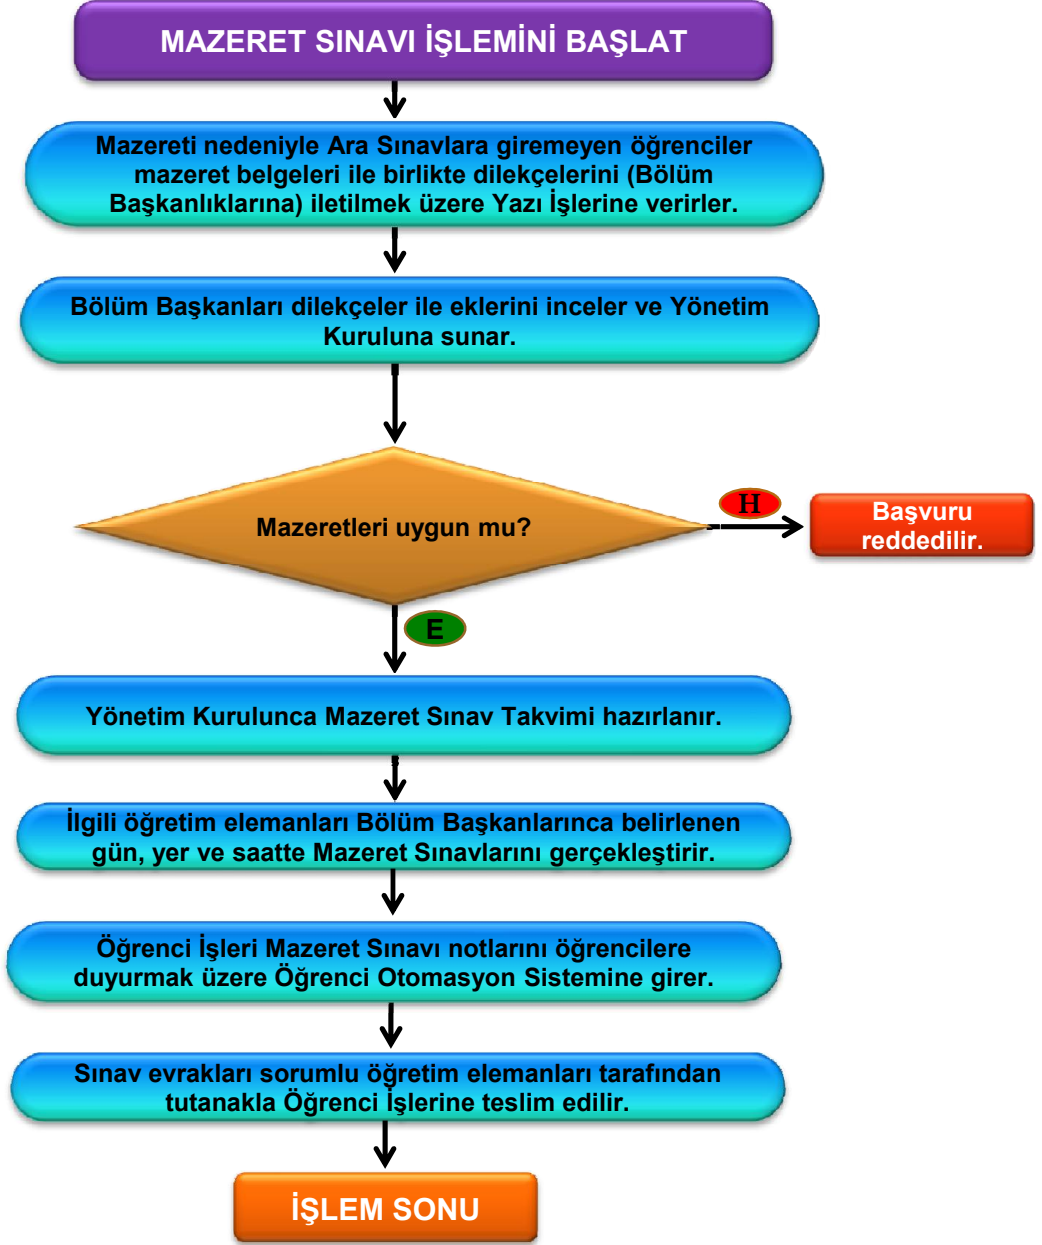 MAZERET SINAVI İŞLEMİNİ BAŞLAT
Mazereti nedeniyle Ara Sınavlara giremeyen öğrenciler
mazeret belgeleri ile birlikte dilekçelerini (Bölüm
Başkanlıklarına) iletilmek üzere Yazı İşlerine verirler.
Bölüm Başkanları dilekçeler ile eklerini inceler ve Yönetim
Kuruluna sunar.
Mazeretleri uygun mu?
H
Başvuru
reddedilir.
E
Yönetim Kurulunca Mazeret Sınav Takvimi hazırlanır.
İlgili öğretim elemanları Bölüm Başkanlarınca belirlenen
gün, yer ve saatte Mazeret Sınavlarını gerçekleştirir.
Öğrenci İşleri Mazeret Sınavı notlarını öğrencilere
duyurmak üzere Öğrenci Otomasyon Sistemine girer.
Sınav evrakları sorumlu öğretim elemanları tarafından
tutanakla Öğrenci İşlerine teslim edilir.
İŞLEM SONU